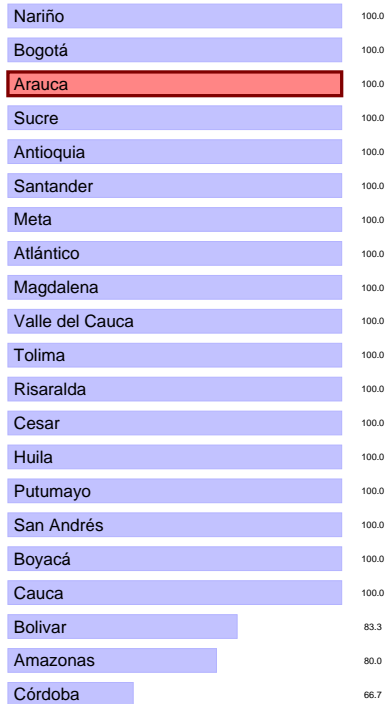 Nariño 100.0
Bogotá 100.0
Arauca 100.0
Sucre 100.0
Antioquia 100.0
Santander 100.0
Meta 100.0
Atlántico 100.0
Magdalena 100.0
Valle del Cauca 100.0
Tolima 100.0
Risaralda 100.0
Cesar 100.0
Huila 100.0
Putumayo 100.0
San Andrés 100.0
Boyacá 100.0
Cauca 100.0
Bolivar 83.3
Amazonas 80.0
Córdoba 66.7